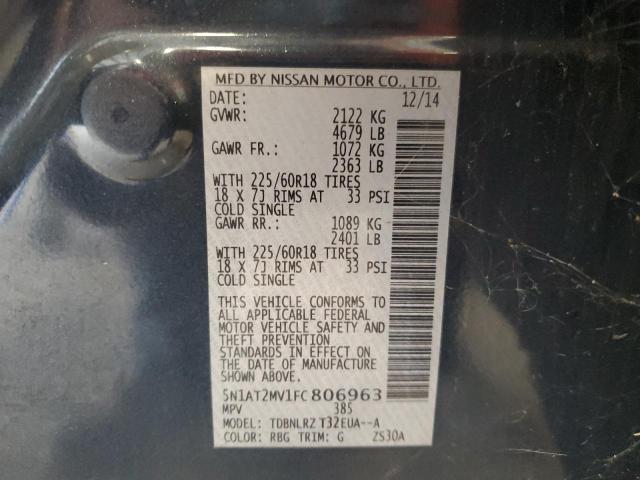 MFD BY NISSAN MOTOR CO., LTD.
DATE: 12/14
GVWR: 2122 KG
4679 LB
GAWR FR.: 1072 KG
2363 LB
WITH 225/60R18 TIRES
18 X 7J RIMS AT 33 PSI
COLD SINGLE
GAWR RR.: 1089 KG
2401 LB
WITH 225/60R18 TIRES
18 X 7J RIMS AT 33 PSI
COLD SINGLE
THIS VEHICLE CONFORMS TO
ALL APPLICABLE FEDERAL
MOTOR VEHICLE SAFETY AND
THEFT PREVENTION
STANDARDS IN EFFECT ON
THE DATE OF MANUFACTURE
SHOWN ABOVE.
5N1AT2MV1FC806963
MPV 385
MODEL: TDBNLRZ T32EUA--A
COLOR: RBG TRIM: G ZS30A